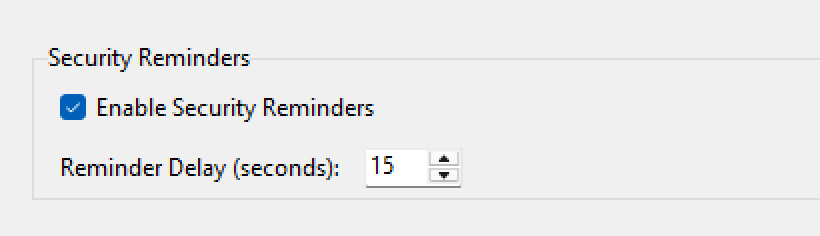 Security Reminders
Enable Security Reminders
Reminder Delay (seconds): 15